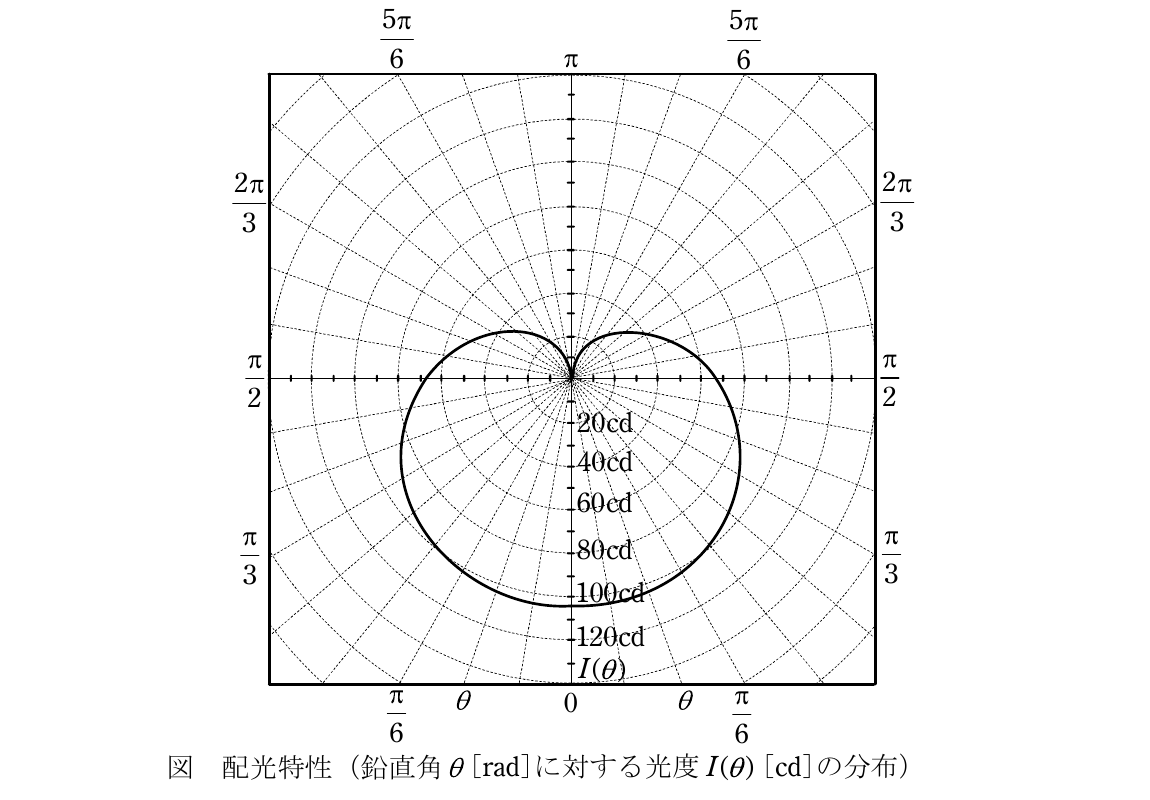 5π/6 π 5π/6
2π/3 2π/3
π/2 π/2
20cd
40cd
60cd
π/3 80cd π/3
100cd
120cd
I(θ)
π/6 θ 0 θ π/6
図 配光特性（鉛直角 θ [rad]に対する光度 I(θ) [cd]の分布）